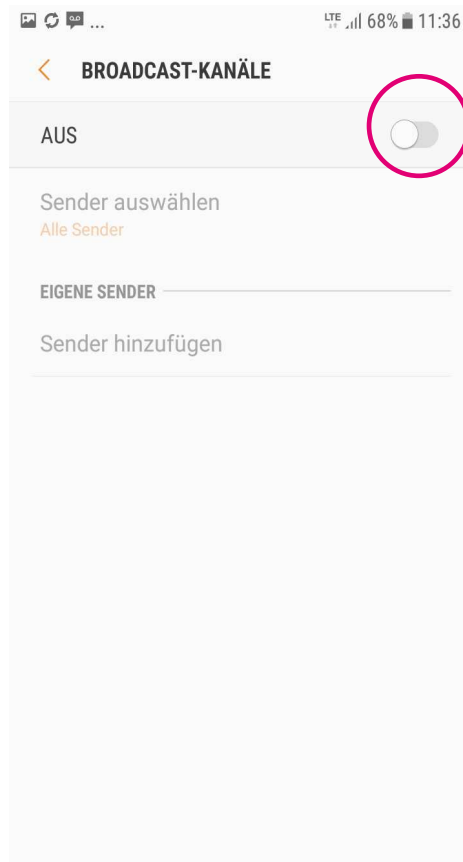 ... LTE 68% 11:36
BROADCAST-KANÄLE
AUS
Sender auswählen
Alle Sender
EIGENE SENDER
Sender hinzufügen